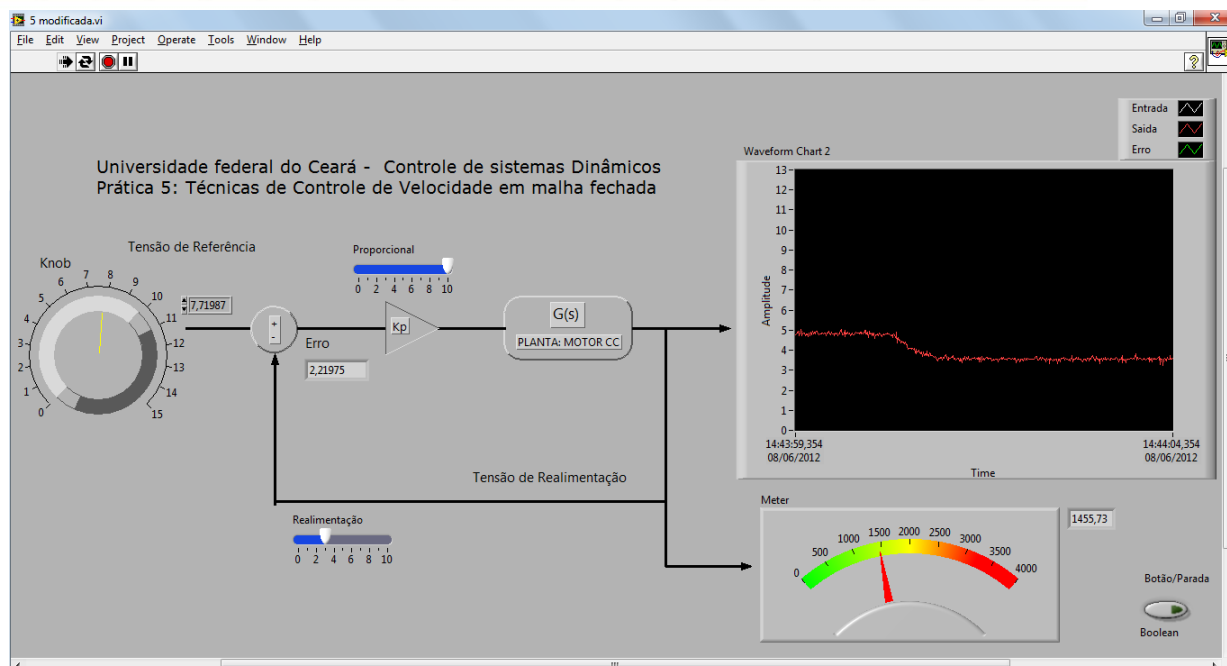 5 modificada.vi
File Edit View Project Operate Tools Window Help
Universidade federal do Ceará - Controle de sistemas Dinâmicos
Prática 5: Técnicas de Controle de Velocidade em malha fechada
Entrada
Saida
Erro
Waveform Chart 2
13
12
11
10
9
8
7
6
5
4
3
2
1
0
Amplitude
14:43:59,354
08/06/2012
14:44:04,354
08/06/2012
Time
Tensão de Referência
Knob
0 1 2 3 4 5 6 7 8 9 10 11 12 13 14 15
7,71987
Proporcional
0 2 4 6 8 10
+
-
Erro
2,21975
Kp
G(s)
PLANTA: MOTOR CC
Tensão de Realimentação
Realimentação
0 2 4 6 8 10
Meter
0 500 1000 1500 2000 2500 3000 3500 4000
1455,73
Botão/Parada
Boolean